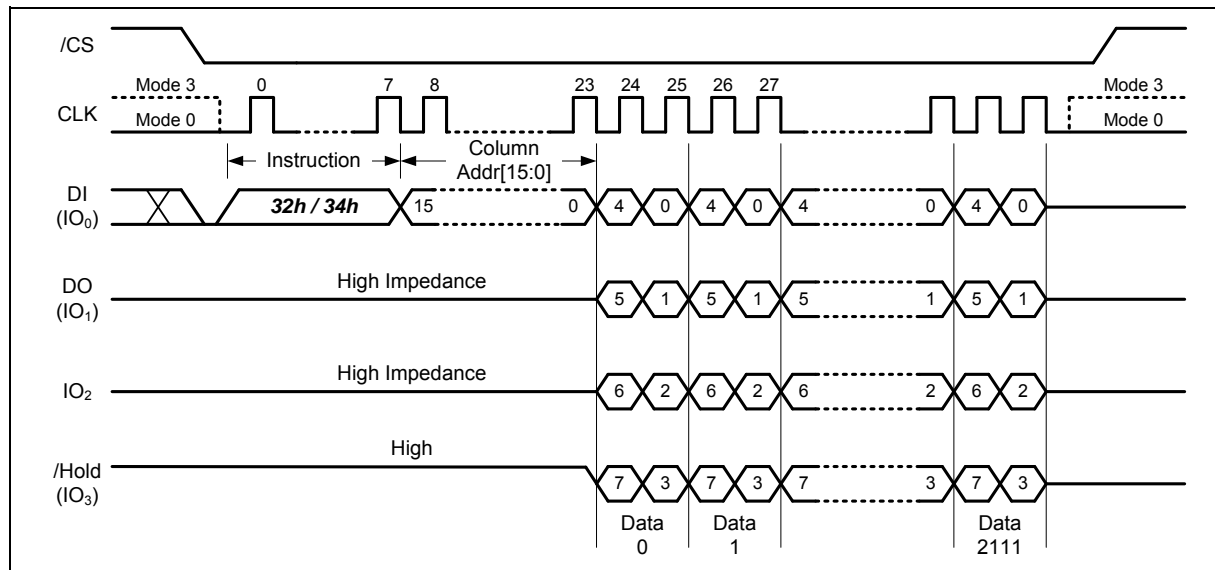 /CS
Mode 3 0 7 8 23 24 25 26 27 Mode 3
CLK
Mode 0 Mode 0
Instruction Column
Addr[15:0]
DI
(IO0) 32h / 34h 15 0 4 0 4 0 4 0 4 0
High Impedance
DO
(IO1) 5 1 5 1 5 1 5 1
High Impedance
IO2 6 2 6 2 6 2 6 2
High
/Hold
(IO3) 7 3 7 3 7 3 7 3
Data Data Data
0 1 2111